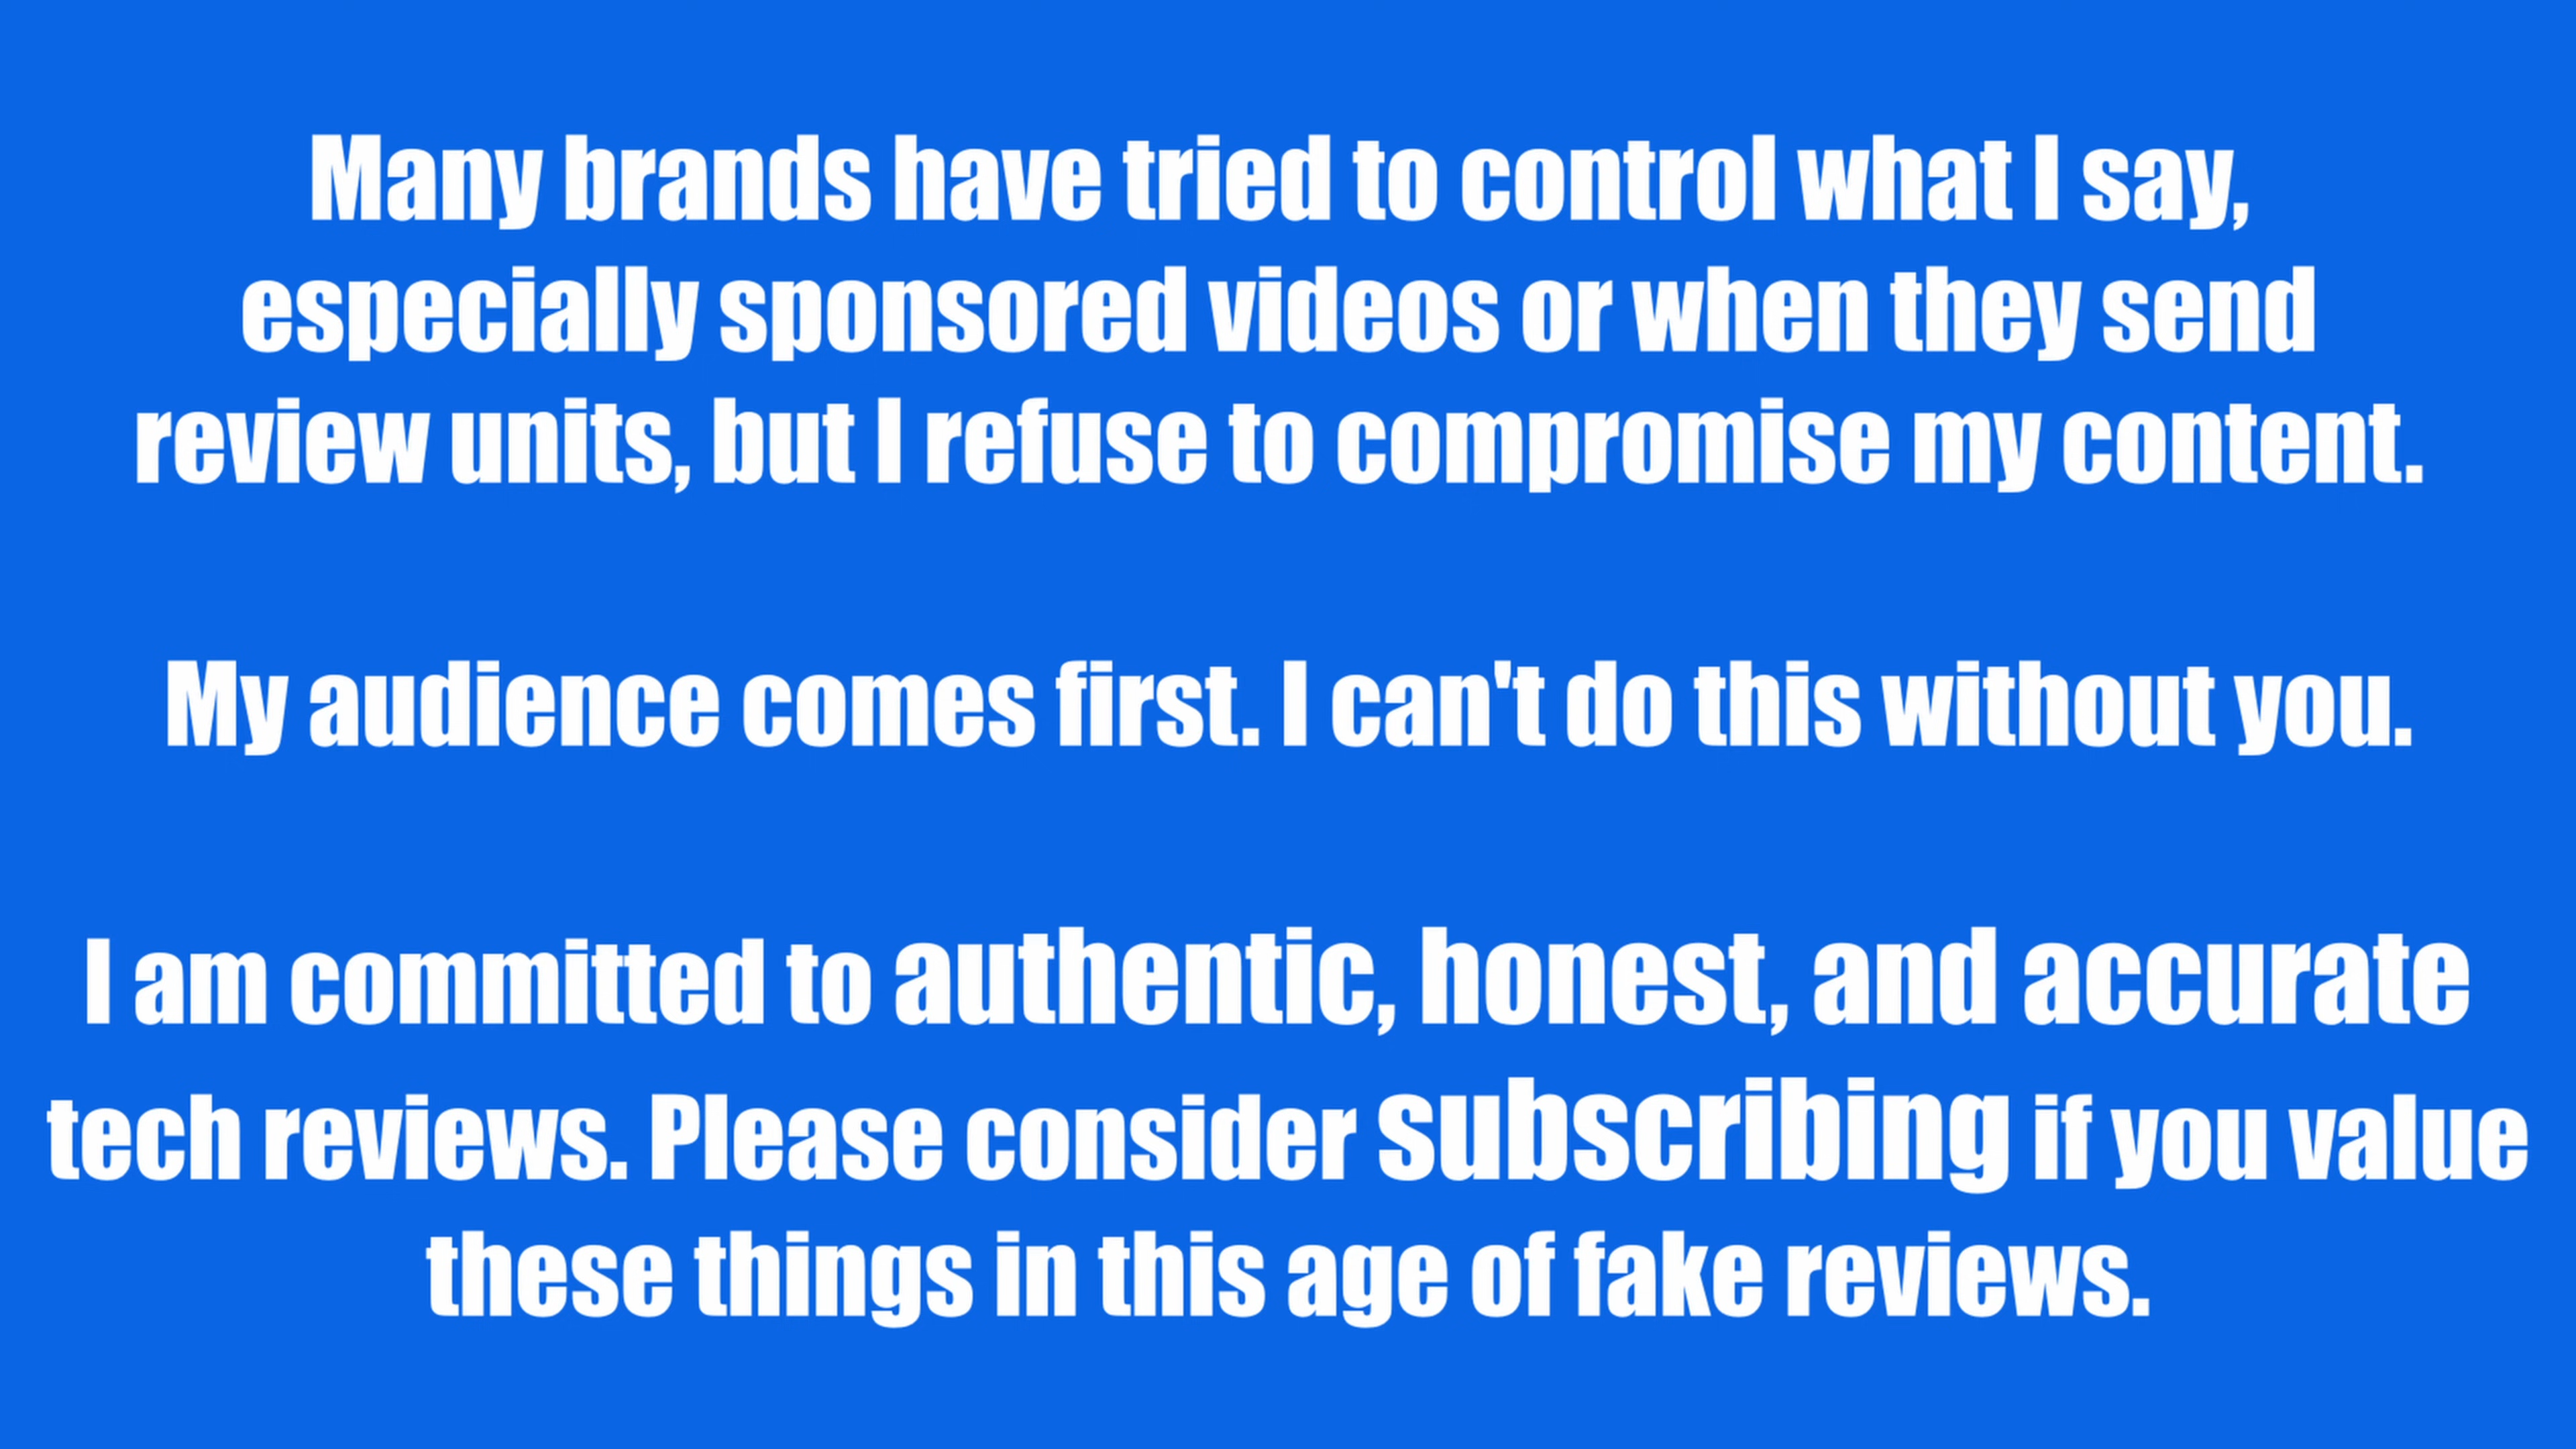 Many brands have tried to control what I say,
especially sponsored videos or when they send
review units, but I refuse to compromise my content.
My audience comes first. I can't do this without you.
I am committed to authentic, honest, and accurate
tech reviews. Please consider subscribing if you value
these things in this age of fake reviews.